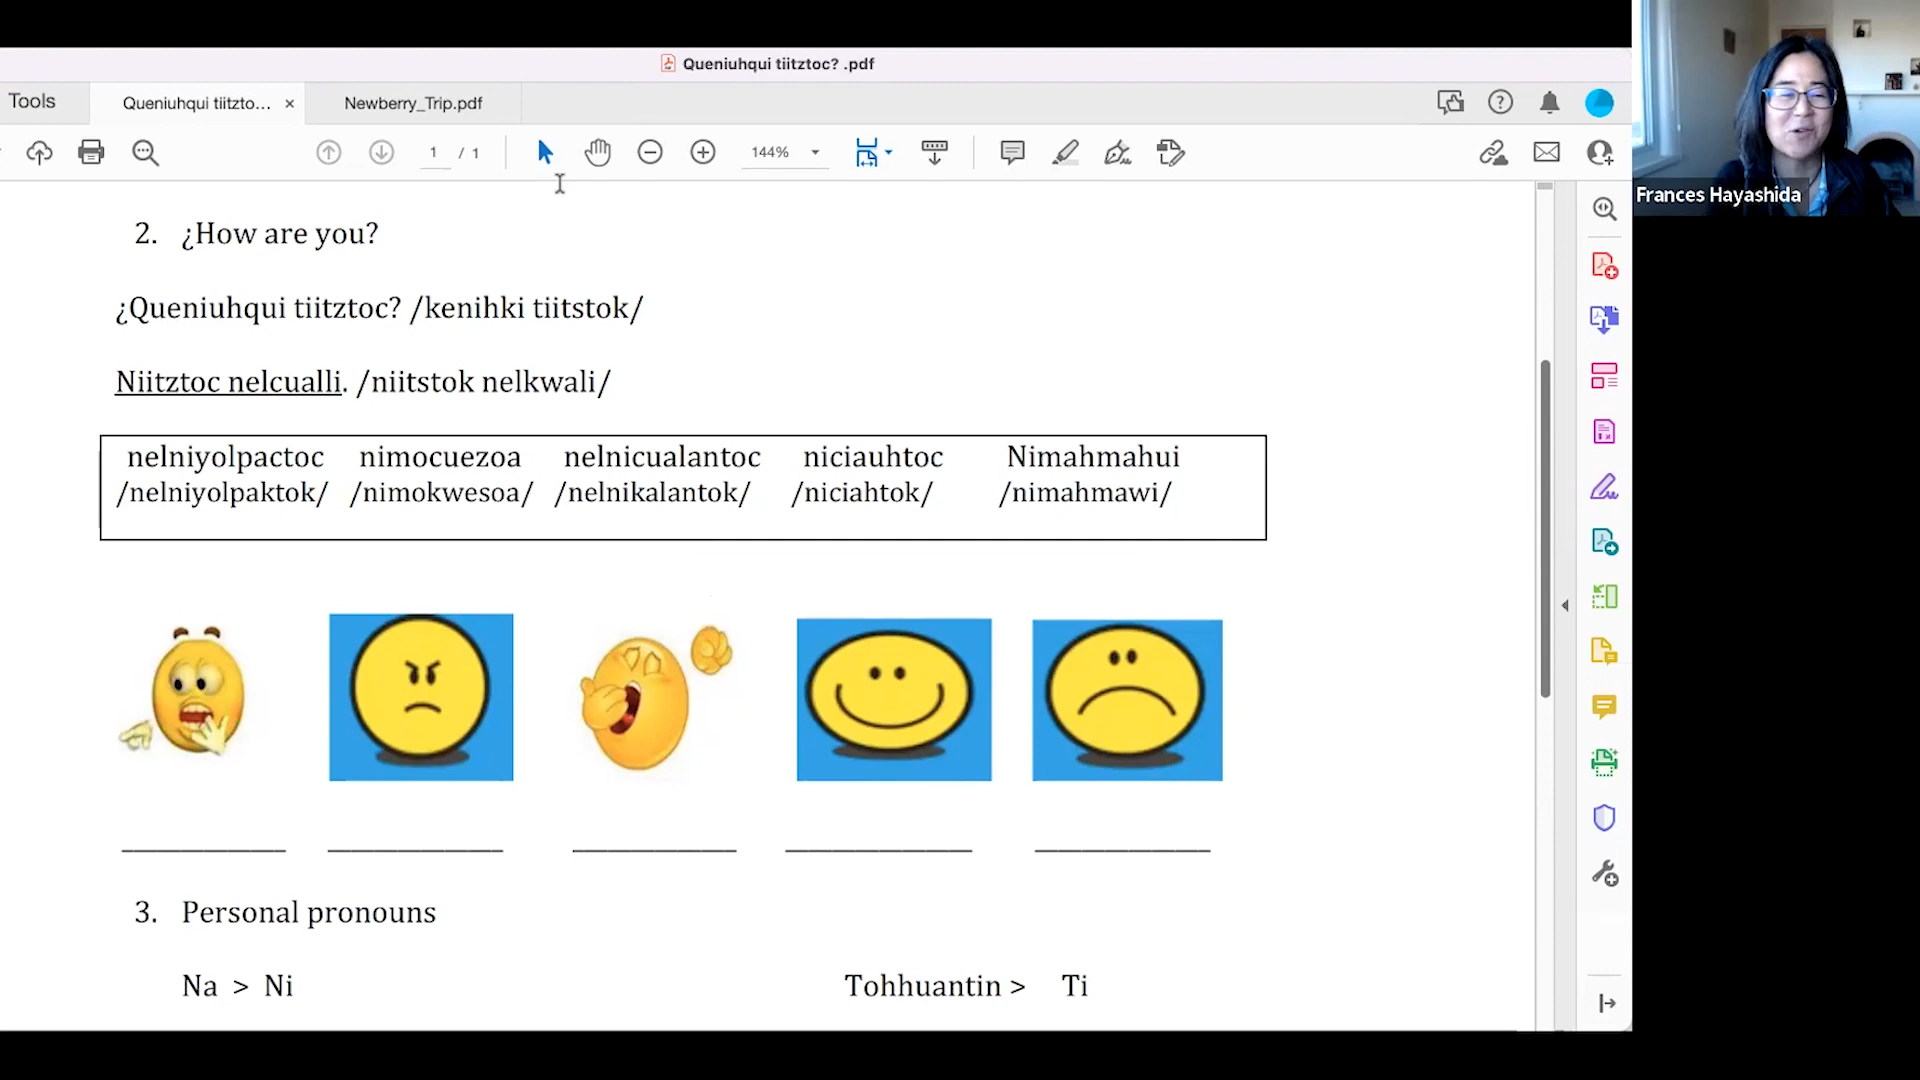 Queniuhqui tiitztoc? .pdf
Tools
Queniuhqui tiitzto... ×
Newberry_Trip.pdf
1 / 1
144%
Frances Hayashida
2. ¿How are you?
¿Queniuhqui tiitztoc? /kenihki tiitstok/
Niitztoc nelcualli. /niitstok nelkwali/
nelniyolpactoc nimocuezoa nelnicualantoc niciauhtoc Nimahmahui
/nelniyolpaktok/ /nimokwesoa/ /nelnikalantok/ /niciahtok/ /nimahmawi/
3. Personal pronouns
Na > Ni Tohhuantin > Ti